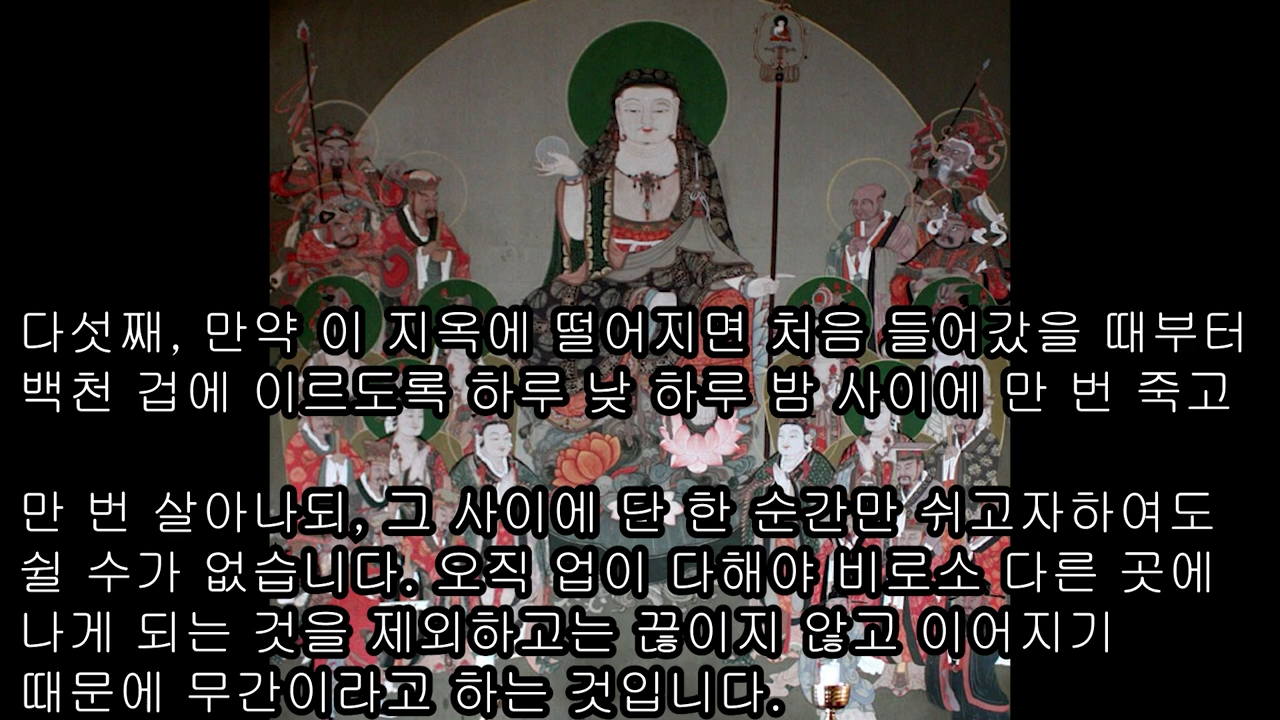 다섯째, 만약 이 지옥에 떨어지면 처음 들어갔을 때부터
백천 겁에 이르도록 하루 낮 하루 밤 사이에 만 번 죽고
만 번 살아나되, 그 사이에 단 한 순간만 쉬고자하여도
쉴 수가 없습니다. 오직 업이 다해야 비로소 다른 곳에
나게 되는 것을 제외하고는 끊이지 않고 이어지기
때문에 무간이라고 하는 것입니다.